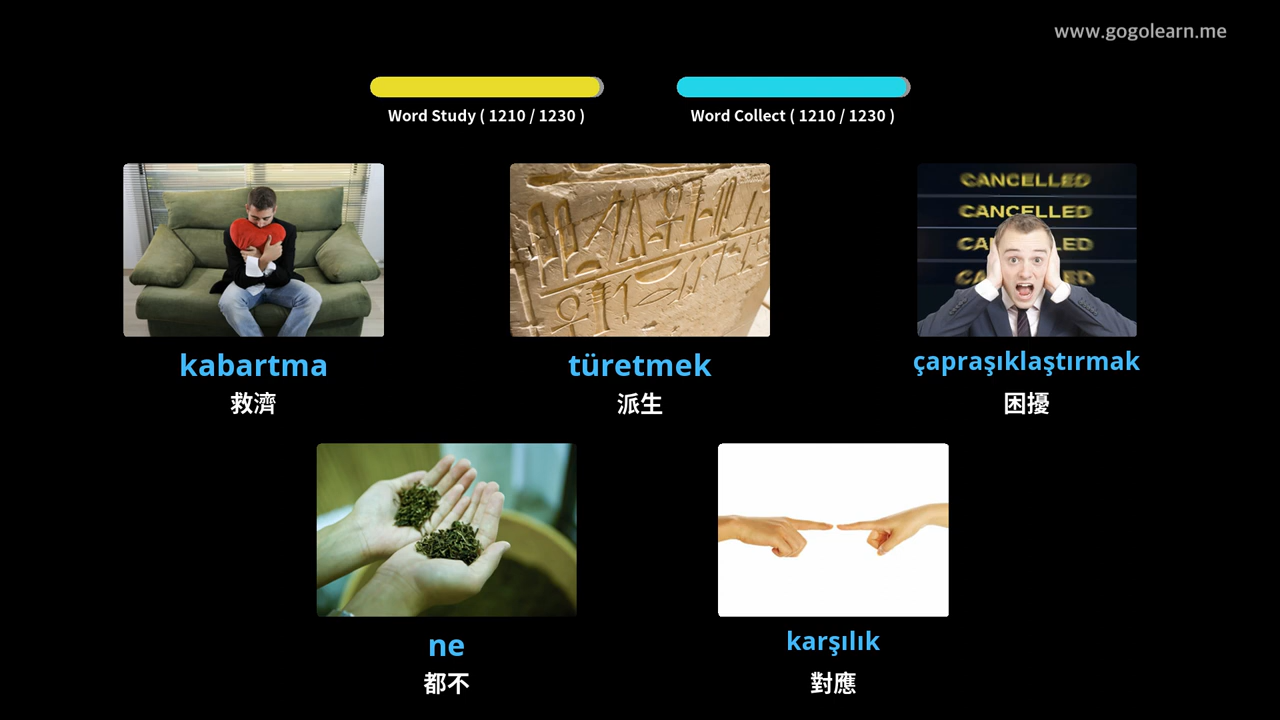 www.gogolearn.me
Word Study ( 1210 / 1230 )
Word Collect ( 1210 / 1230 )
CANCELLED
CANCELLED
kabartma
救濟
türetmek
派生
çapraşıklaştırmak
困擾
ne
都不
karşılık
對應